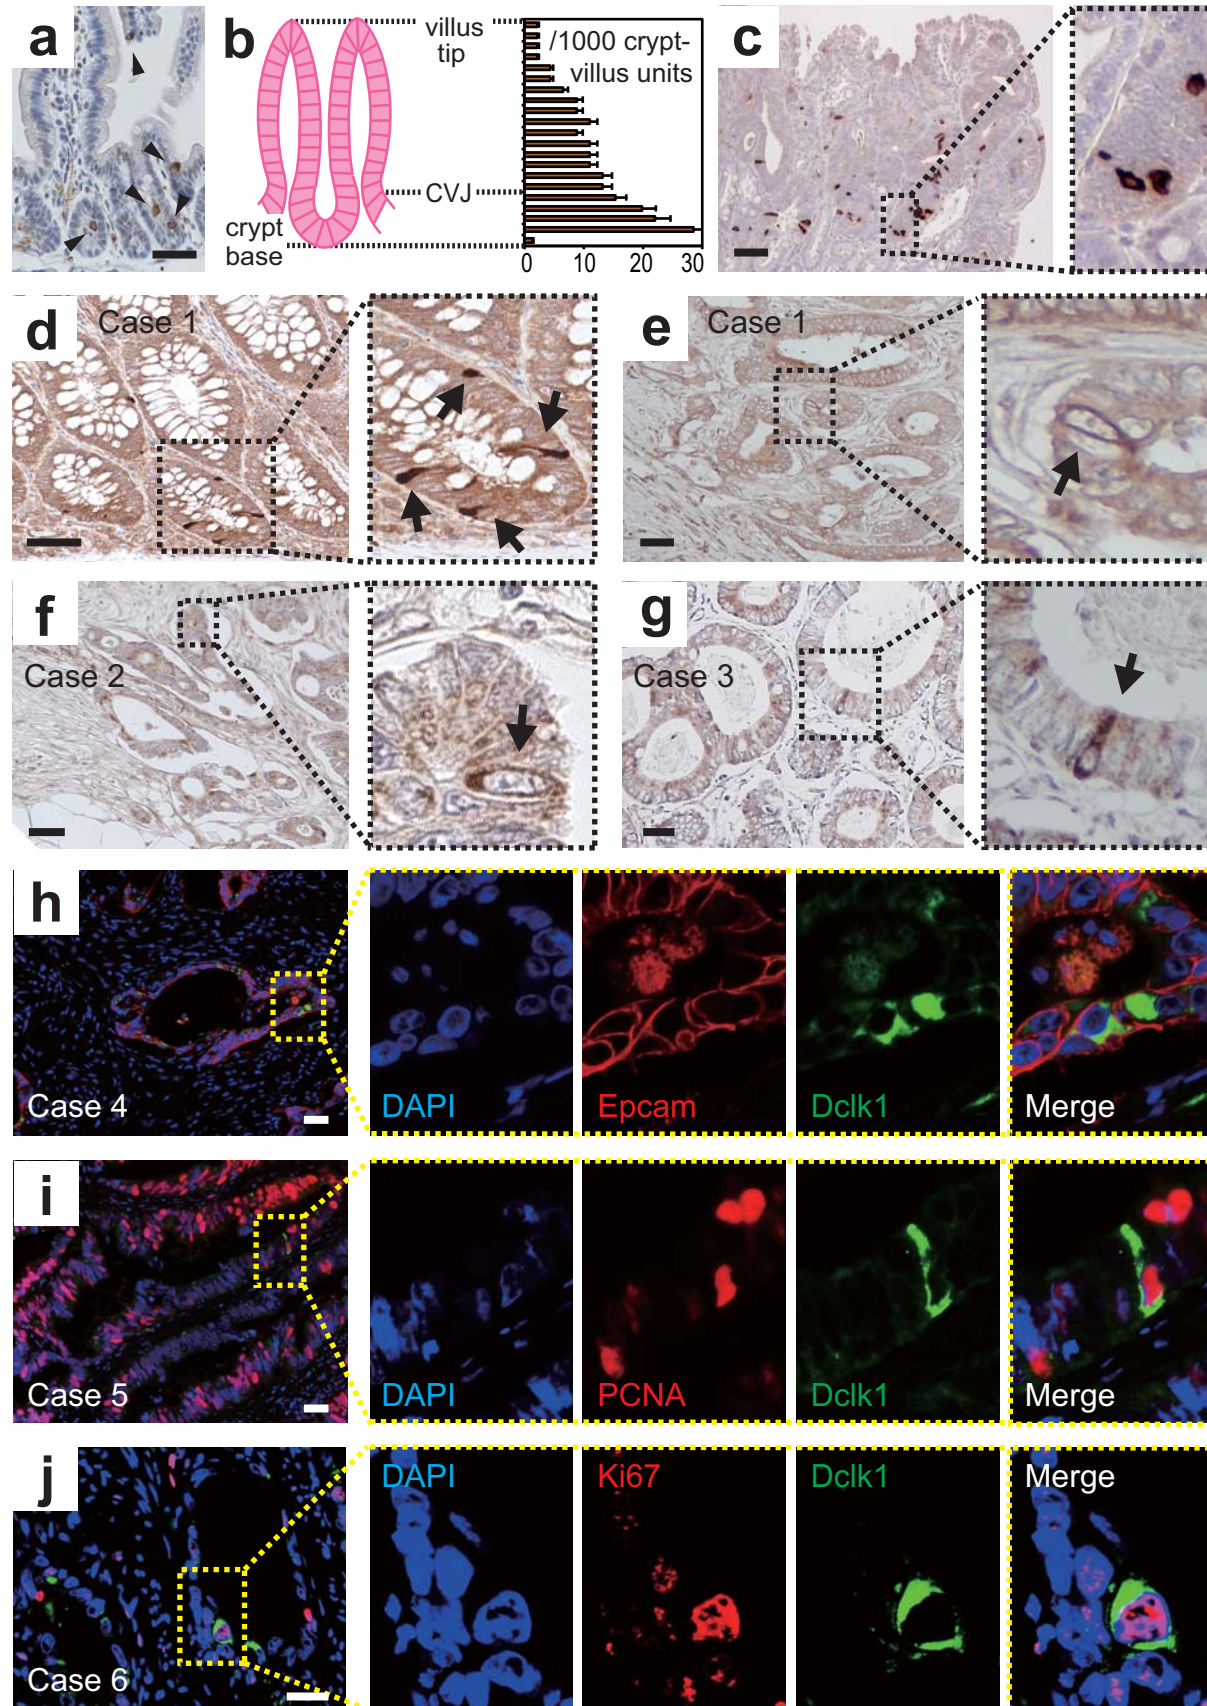 a
b
villus
tip
CVJ
crypt
base
/1000 crypt-
villus units
0 10 20 30
c
d
Case 1
e
Case 1
f
Case 2
g
Case 3
h
Case 4
DAPI
Epcam
Dclk1
Merge
i
Case 5
DAPI
PCNA
Dclk1
Merge
j
Case 6
DAPI
Ki67
Dclk1
Merge